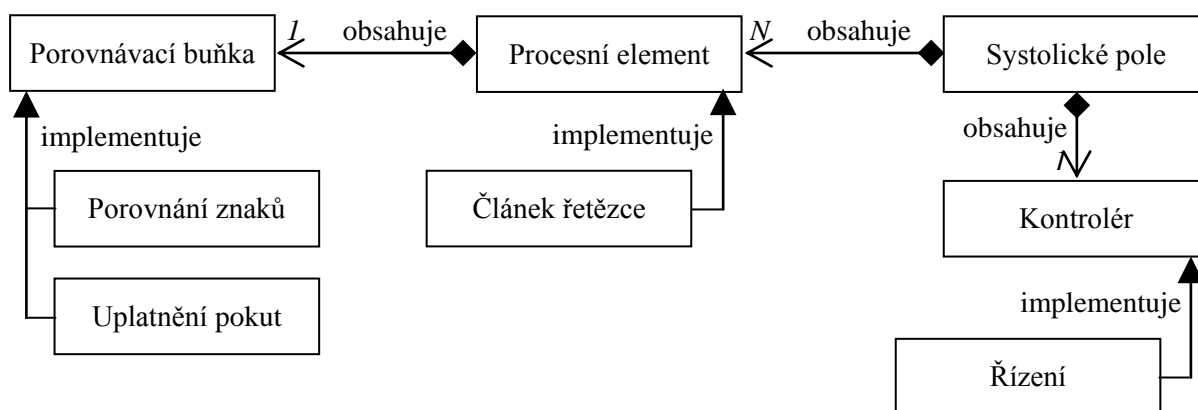 1 obsahuje N obsahuje
Porovnávací buňka Procesní element Systolické pole
implementuje implementuje obsahuje
1
Porovnání znaků Článek řetězce Kontrolér
Uplatnění pokut implementuje
Řízení